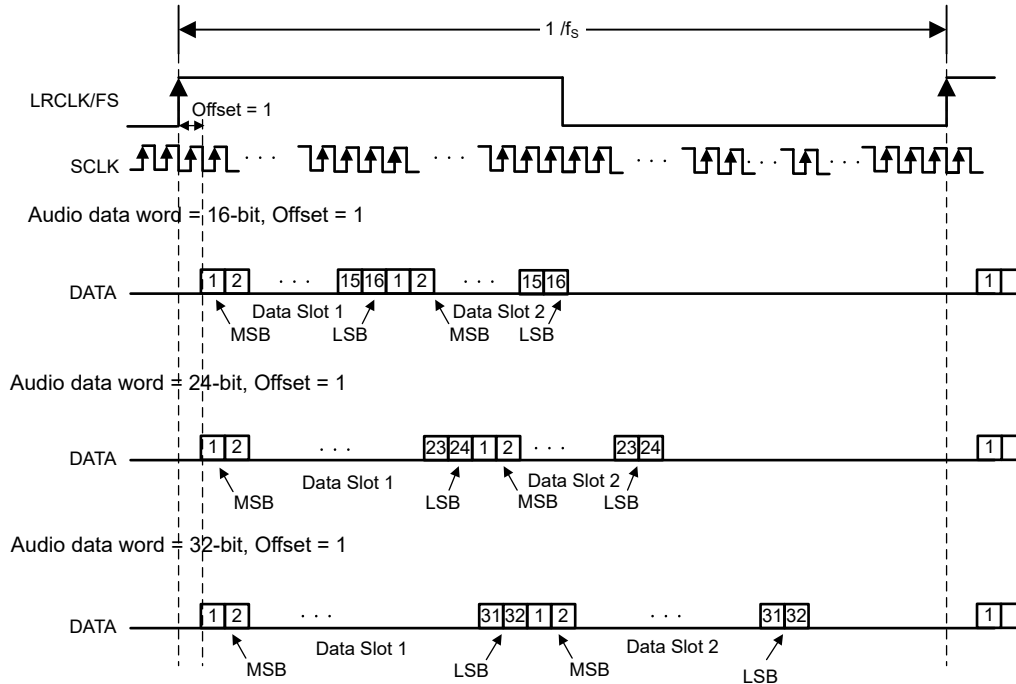 1 /fS
LRCLK/FS
Offset = 1
SCLK
Audio data word = 16-bit, Offset = 1
DATA
1 2 . . . 15 16 1 2 . . . 15 16 1
Data Slot 1 Data Slot 2
MSB LSB MSB LSB
Audio data word = 24-bit, Offset = 1
DATA
1 2 . . . 23 24 1 2 . . . 23 24 1
Data Slot 1 Data Slot 2
MSB LSB MSB LSB
Audio data word = 32-bit, Offset = 1
DATA
1 2 . . . 31 32 1 2 . . . 31 32 1
Data Slot 1 Data Slot 2
MSB LSB MSB LSB